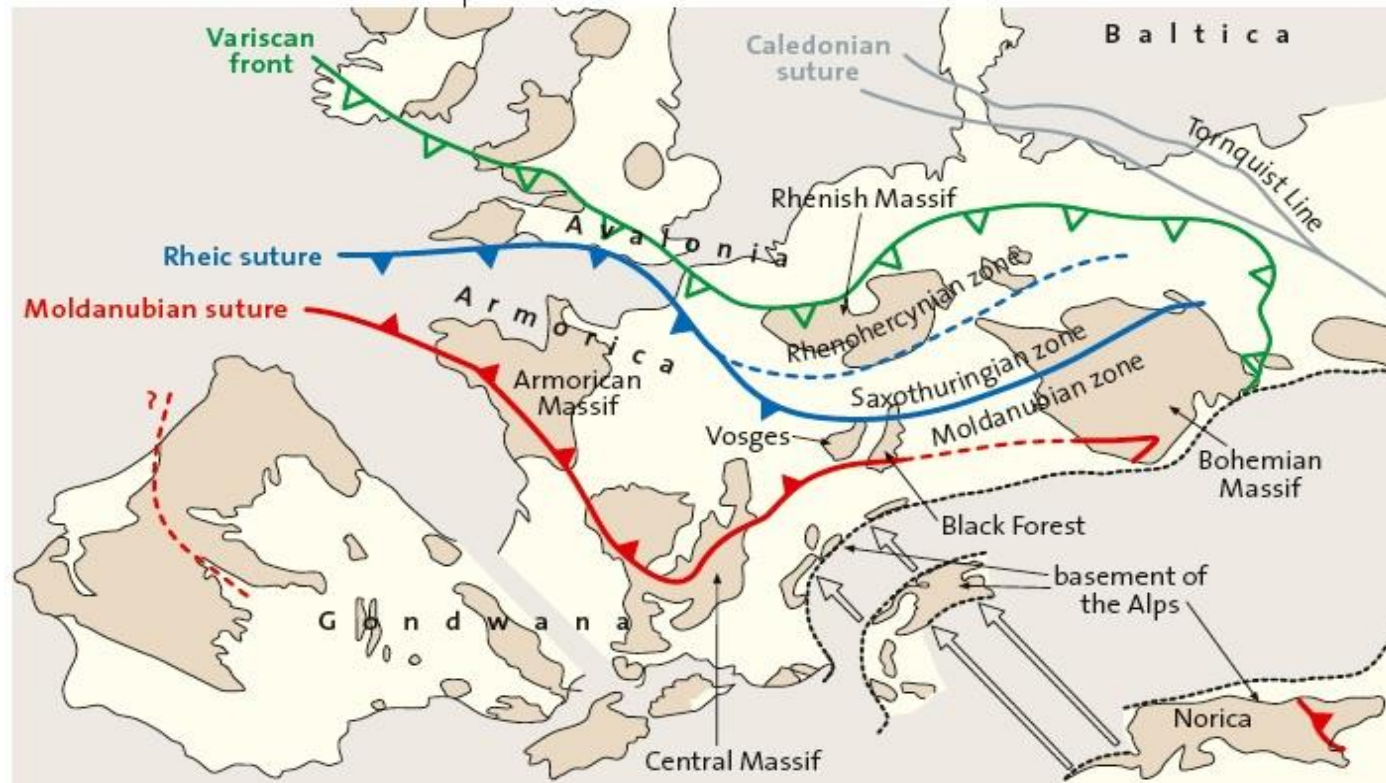 Variscan
front
Caledonian
suture
Baltica
Tornquist Line
Rhenish Massif
Avalonia
Rheic suture
Armorica
Rhenohercynian zone
Moldanubian suture
Saxothuringian zone
Armorican
Massif
Moldanubian zone
Vosges
?
Bohemian
Massif
Black Forest
basement of
the Alps
Gondwana
Norica
Central Massif